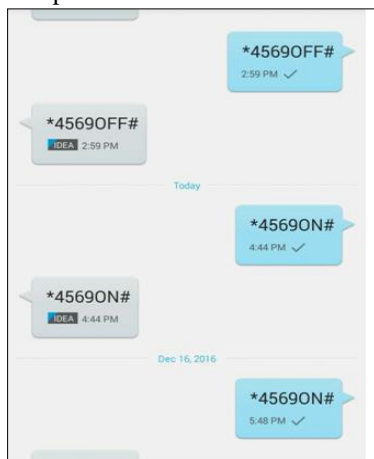 *4569OFF#
2:59 PM
*4569OFF#
IDEA 2:59 PM
Today
*4569ON#
4:44 PM
*4569ON#
IDEA 4:44 PM
Dec 16, 2016
*4569ON#
5:48 PM